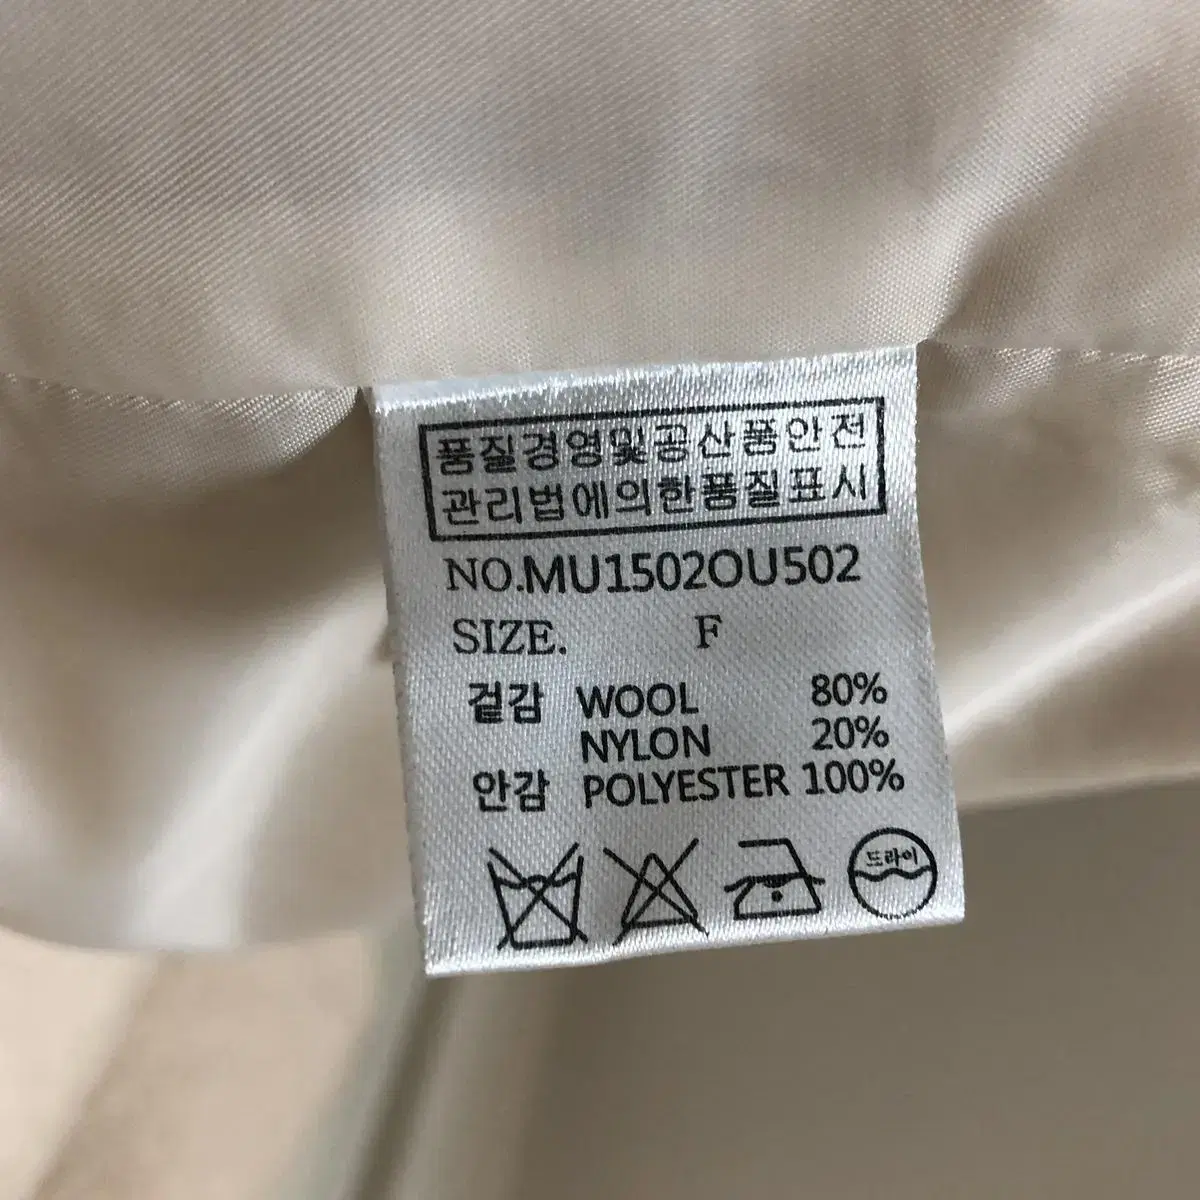 품질경영및공산품안전
관리법에의한품질표시
NO.MU1502OU502
SIZE. F
겉감 WOOL 80%
NYLON 20%
안감 POLYESTER 100%
드라이